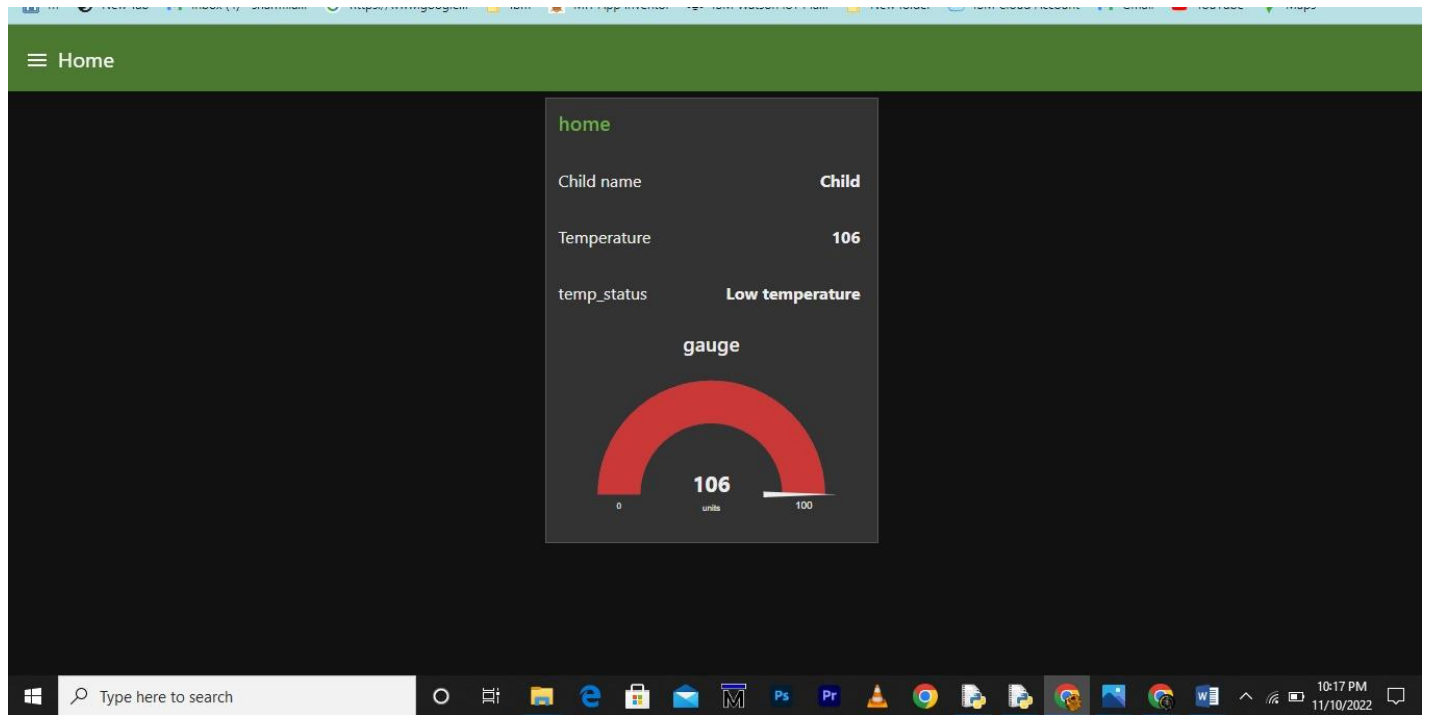 Home
home
Child name Child
Temperature 106
temp_status Low temperature
gauge
106
0 units 100
Type here to search
10:17 PM
11/10/2022